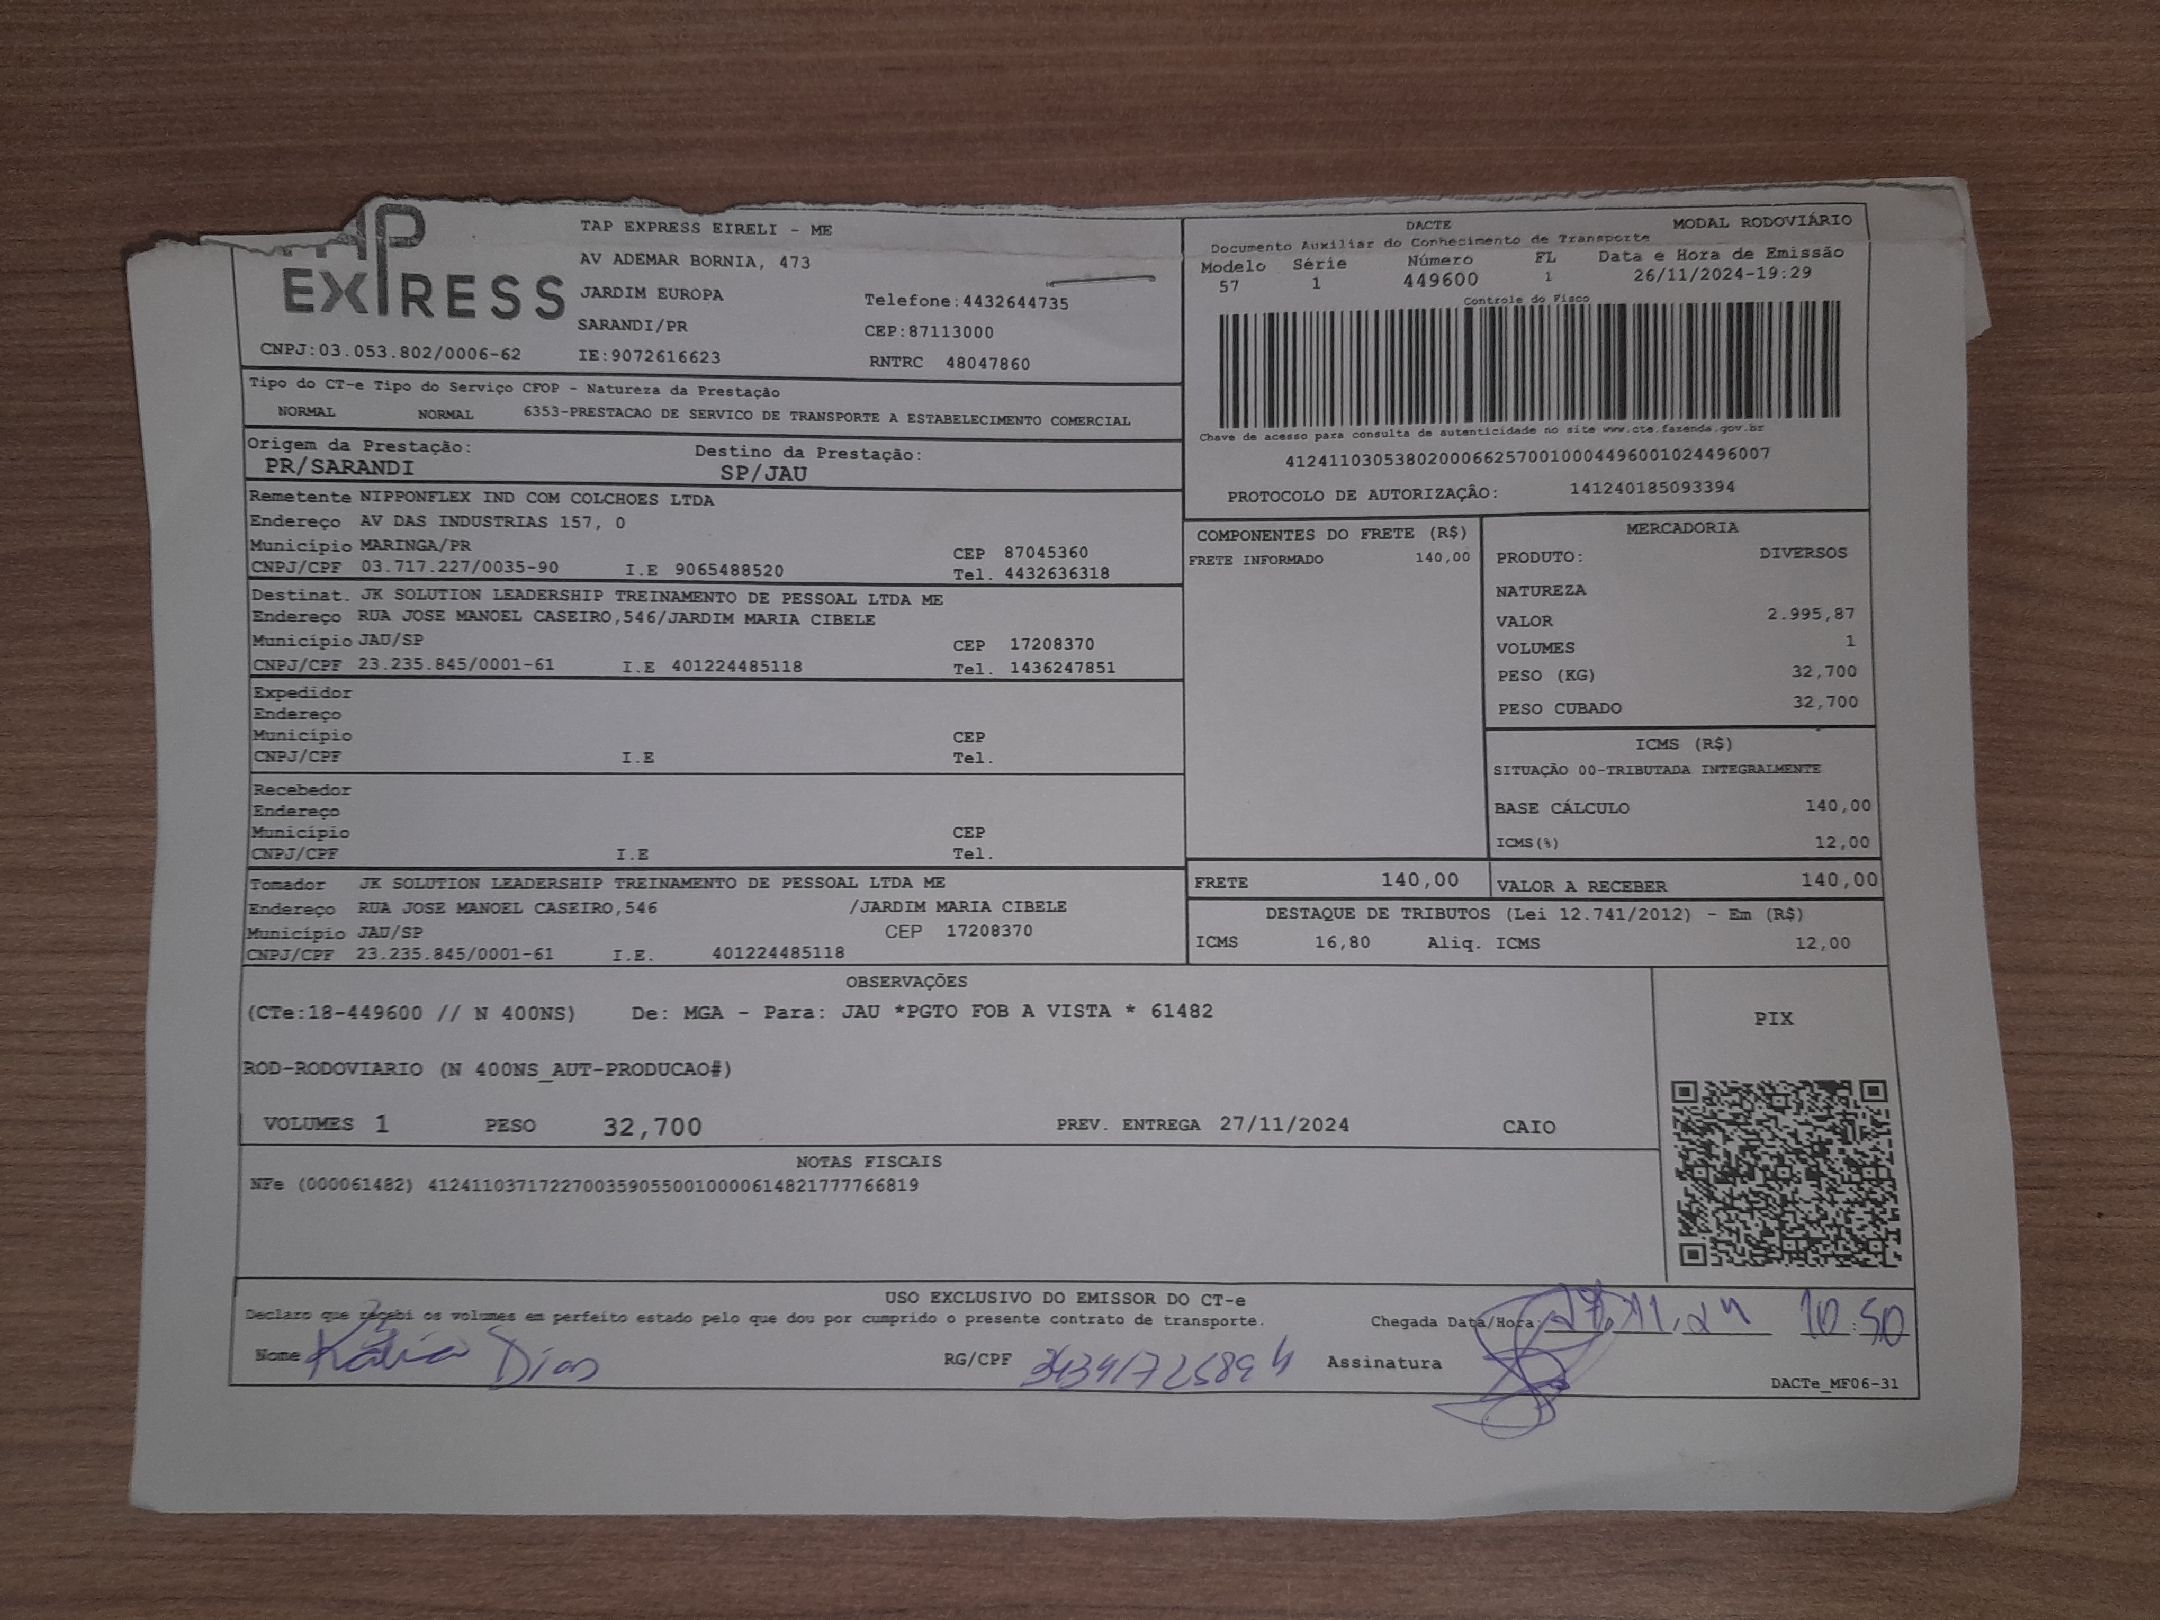 EXPRESS
CNPJ:03.053.802/0006-62
TAP EXPRESS EIRELI - ME
AV ADEMAR BORNIA, 473
JARDIM EUROPA
Telefone:4432644735
SARANDI/PR
CEP:87113000
IE:9072616623
RNTRC 48047860
DACTE
MODAL RODOVIÁRIO
Documento Auxiliar do Conhecimento de Transporte
Modelo Série Número FL Data e Hora de Emissão
57 1 449600 1 26/11/2024-19:29
Controle do Fisco
Chave de acesso para consulta de autenticidade no site www.cte.fazenda.gov.br
41241103053802000662570010004496001024496007
PROTOCOLO DE AUTORIZAÇÂO: 141240185093394
Tipo do CT-e Tipo do Serviço CFOP - Natureza da Prestação
NORMAL NORMAL 6353-PRESTACAO DE SERVICO DE TRANSPORTE A ESTABELECIMENTO COMERCIAL
Origem da Prestação: Destino da Prestação:
PR/SARANDI SP/JAU
Remetente NIPPONFLEX IND COM COLCHOES LTDA
Endereço AV DAS INDUSTRIAS 157, 0
Município MARINGA/PR CEP 87045360
CNPJ/CPF 03.717.227/0035-90 I.E 9065488520 Tel. 4432636318
Destinat. JK SOLUTION LEADERSHIP TREINAMENTO DE PESSOAL LTDA ME
Endereço RUA JOSE MANOEL CASEIRO,546/JARDIM MARIA CIBELE
Município JAU/SP CEP 17208370
CNPJ/CPF 23.235.845/0001-61 I.E 401224485118 Tel. 1436247851
Expedidor
Endereço
Município CEP
CNPJ/CPF I.E Tel.
Recebedor
Endereço
Município CEP
CNPJ/CPF I.E Tel.
Tomador JK SOLUTION LEADERSHIP TREINAMENTO DE PESSOAL LTDA ME
Endereço RUA JOSE MANOEL CASEIRO,546 /JARDIM MARIA CIBELE
Município JAU/SP CEP 17208370
CNPJ/CPF 23.235.845/0001-61 I.E. 401224485118
COMPONENTES DO FRETE (R$)
FRETE INFORMADO 140,00
MERCADORIA
PRODUTO: DIVERSOS
NATUREZA
VALOR 2.995,87
VOLUMES 1
PESO (KG) 32,700
PESO CUBADO 32,700
ICMS (R$)
SITUAÇÃO 00-TRIBUTADA INTEGRALMENTE
BASE CÁLCULO 140,00
ICMS(%) 12,00
FRETE 140,00 VALOR A RECEBER 140,00
DESTAQUE DE TRIBUTOS (Lei 12.741/2012) - Em (R$)
ICMS 16,80 Aliq. ICMS 12,00
OBSERVAÇÕES
(CTe:18-449600 // N 400NS) De: MGA - Para: JAU *PGTO FOB A VISTA * 61482
ROD-RODOVIARIO (N 400NS_AUT-PRODUCAO#)
VOLUMES 1 PESO 32,700 PREV. ENTREGA 27/11/2024 CAIO
PIX
NOTAS FISCAIS
NFe (000061482) 41241103717227003590550010000614821777766819
USO EXCLUSIVO DO EMISSOR DO CT-e
Declaro que recebi os volumes em perfeito estado pelo que dou por cumprido o presente contrato de transporte.
Chegada Data/Hora: 27.11.24 10:50
Nome Kátia Dias RG/CPF Assinatura
DACTe_MF06-31